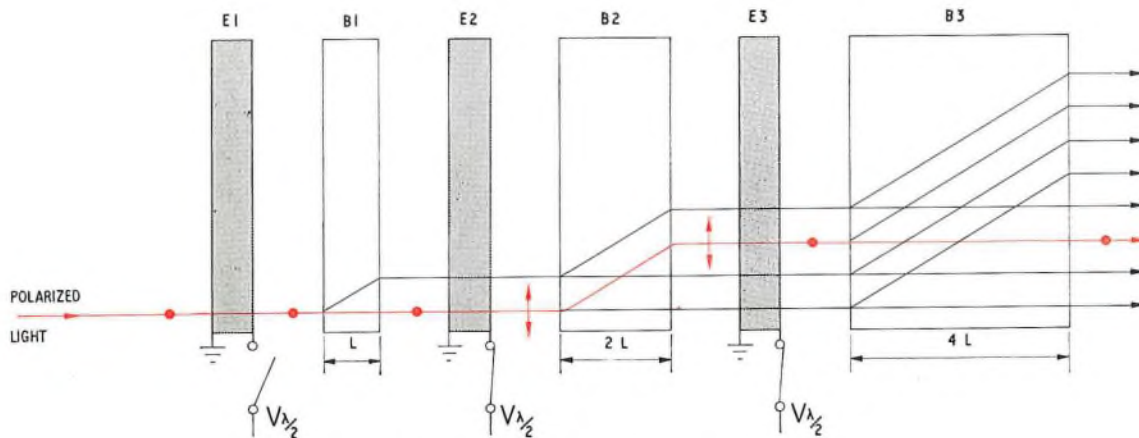 E1 B1 E2 B2 E3 B3
POLARIZED
LIGHT
L 2 L 4 L
Vλ/2 Vλ/2 Vλ/2